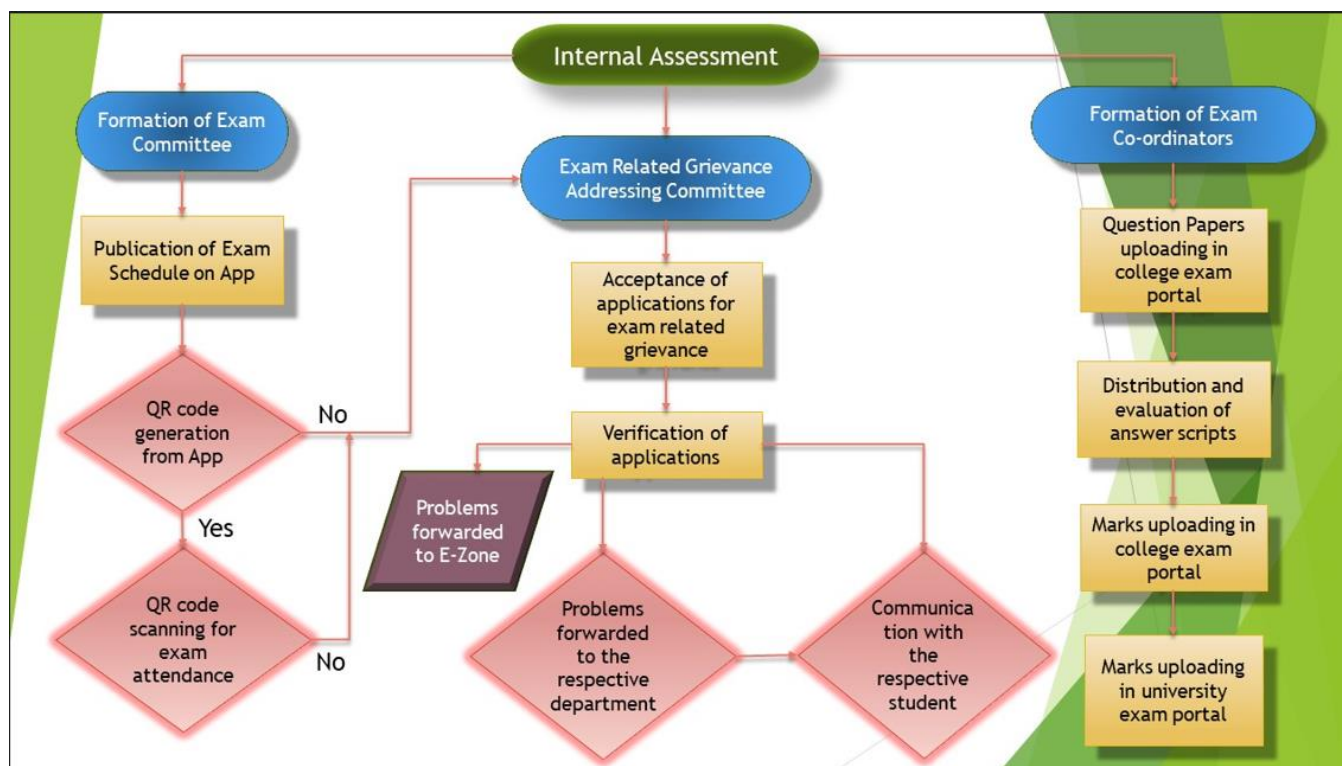 Internal Assessment
Formation of Exam
Committee
Publication of Exam
Schedule on App
QR code
generation
from App
No
Yes
QR code
scanning for
exam
attendance
No
Exam Related Grievance
Addressing Committee
Acceptance of
applications for
exam related
grievance
Verification of
applications
Problems
forwarded
to E-Zone
Problems
forwarded
to the
respective
department
Communica
tion with
the
respective
student
Formation of Exam
Co-ordinators
Question Papers
uploading in
college exam
portal
Distribution and
evaluation of
answer scripts
Marks uploading in
college exam
portal
Marks uploading
in university
exam portal